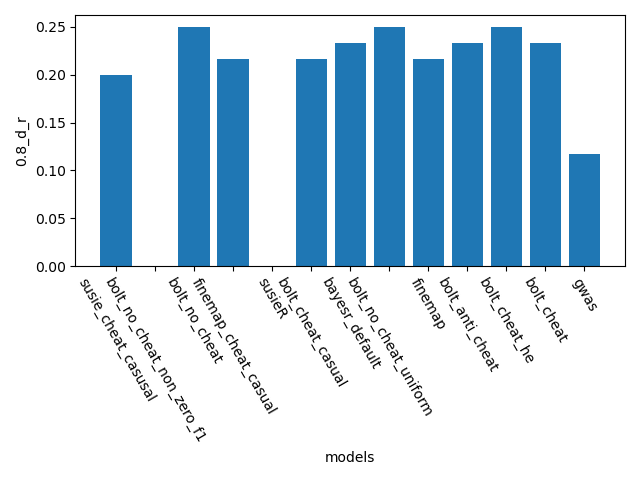 0.25
0.20
0.15
0.10
0.05
0.00
0.8_d_r
susie_cheat_casusal
bolt_no_cheat_non_zero_f1
bolt_no_cheat
finemap_cheat_casual
susieR
bolt_cheat_casual
bayesr_default
bolt_no_cheat_uniform
finemap
bolt_anti_cheat
bolt_cheat_he
bolt_cheat
gwas
models